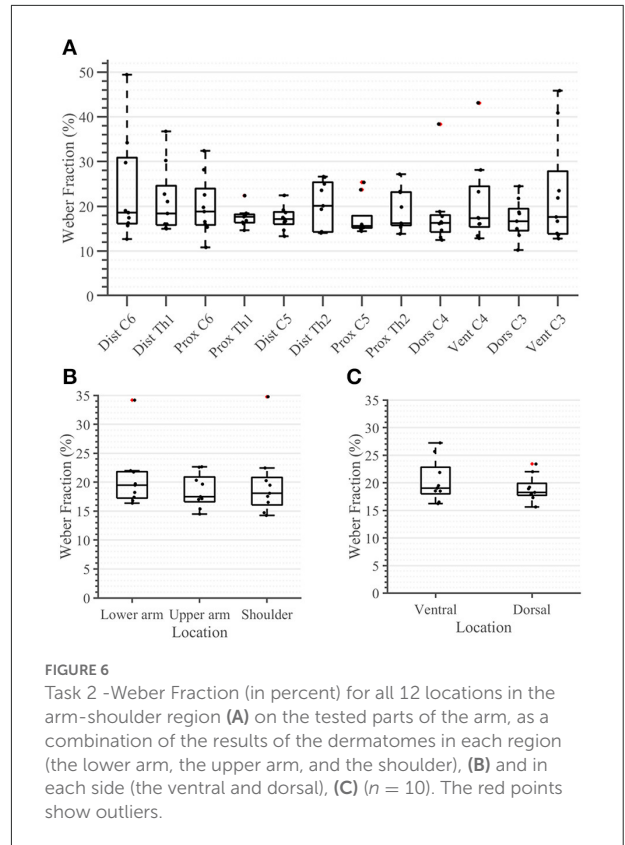 A
50
40
30
20
10
0
Weber Fraction (%)
Dist C6
Dist Th1
Prox C6
Prox Th1
Dist C5
Dist Th2
Prox C5
Prox Th2
Dors C4
Vent C4
Dors C3
Vent C3
B
35
30
25
20
15
10
5
0
Weber Fraction (%)
Lower arm Upper arm Shoulder
Location
C
35
30
25
20
15
10
5
0
Weber Fraction (%)
Ventral Dorsal
Location
FIGURE 6
Task 2 -Weber Fraction (in percent) for all 12 locations in the
arm-shoulder region (A) on the tested parts of the arm, as a
combination of the results of the dermatomes in each region
(the lower arm, the upper arm, and the shoulder), (B) and in
each side (the ventral and dorsal), (C) (n = 10). The red points
show outliers.